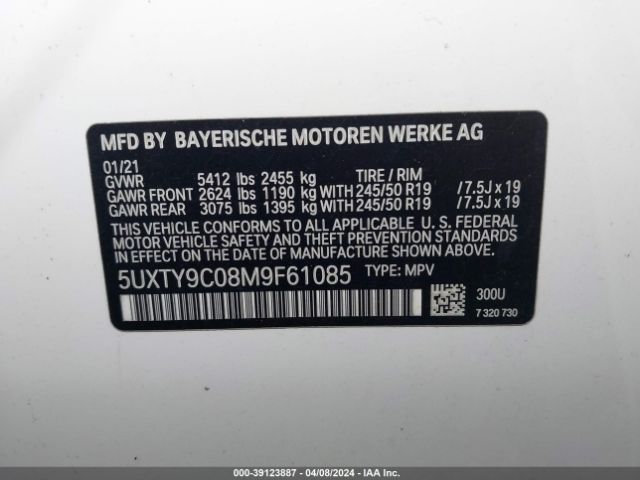 MFD BY BAYERISCHE MOTOREN WERKE AG
01/21
GVWR 5412 lbs 2455 kg TIRE / RIM
GAWR FRONT 2624 lbs 1190 kg WITH 245/50 R19 /7.5J x 19
GAWR REAR 3075 lbs 1395 kg WITH 245/50 R19 /7.5J x 19
THIS VEHICLE CONFORMS TO ALL APPLICABLE U. S. FEDERAL
MOTOR VEHICLE SAFETY, BUMPER, AND THEFT PREVENTION
STANDARDS IN EFFECT ON THE DATE OF MANUFACTURE SHOWN ABOVE.
5UXTY9C08M9F61085 TYPE: MPV
300U
7 320 730
000-39123887 - 04/08/2024 - IAAI.com